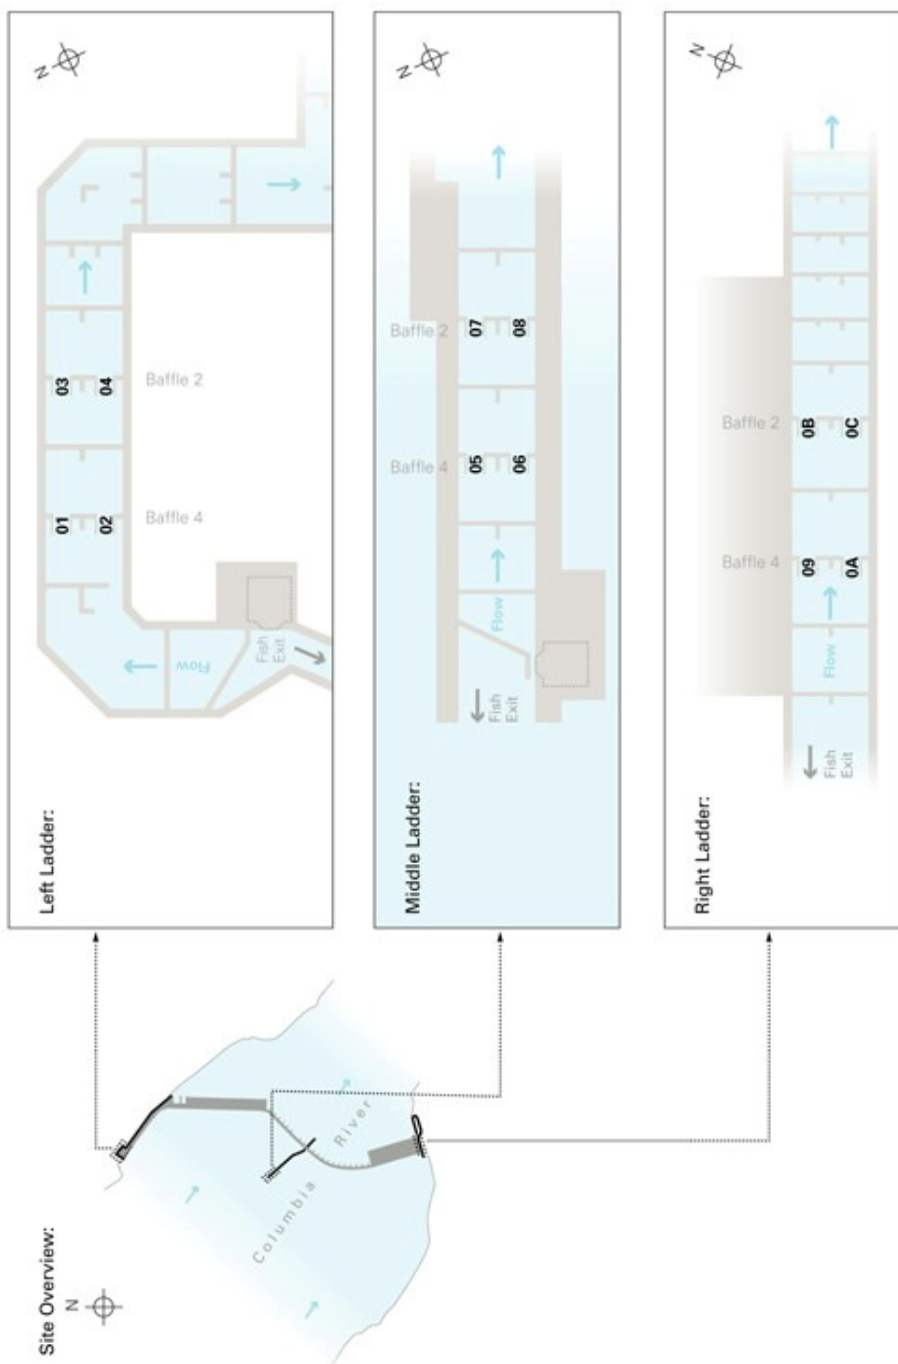 Site Overview:
N
Columbia
River
Left Ladder:
N
Fish
Exit
Flow
01
02
Baffle 4
03
04
Baffle 2
Middle Ladder:
N
Fish
Exit
Flow
Baffle 4
05
06
Baffle 2
07
08
Right Ladder:
N
Fish
Exit
Flow
Baffle 4
09
0A
Baffle 2
0B
0C